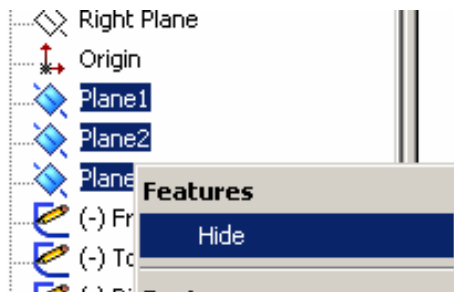 Right Plane
Origin
Plane1
Plane2
Plane
Features
(-) Fr
Hide
(-) To